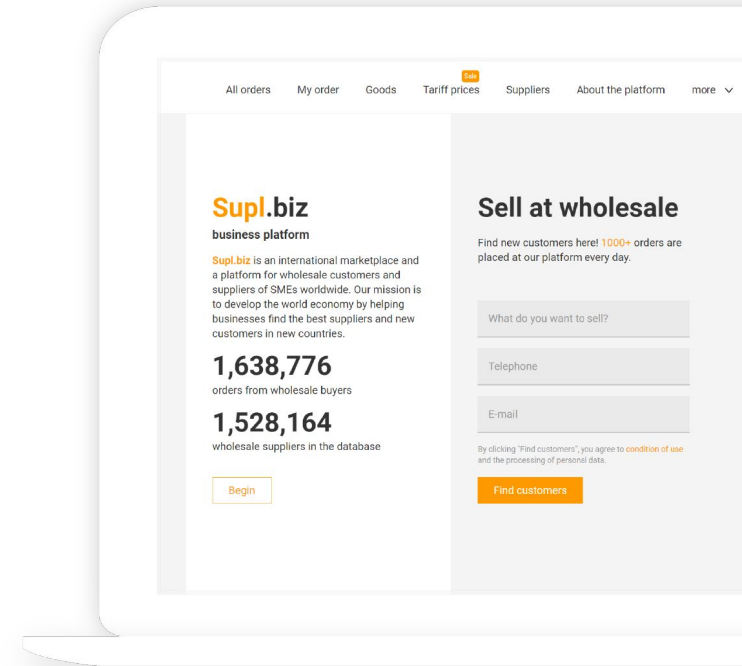 Sale
All orders My order Goods Tariff prices Suppliers About the platform more
Supl.biz
business platform
Supl.biz is an international marketplace and
a platform for wholesale customers and
suppliers of SMEs worldwide. Our mission is
to develop the world economy by helping
businesses find the best suppliers and new
customers in new countries.
1,638,776
orders from wholesale buyers
1,528,164
wholesale suppliers in the database
Begin
Sell at wholesale
Find new customers here! 1000+ orders are
placed at our platform every day.
What do you want to sell?
Telephone
E-mail
By clicking "Find customers", you agree to condition of use
and the processing of personal data.
Find customers